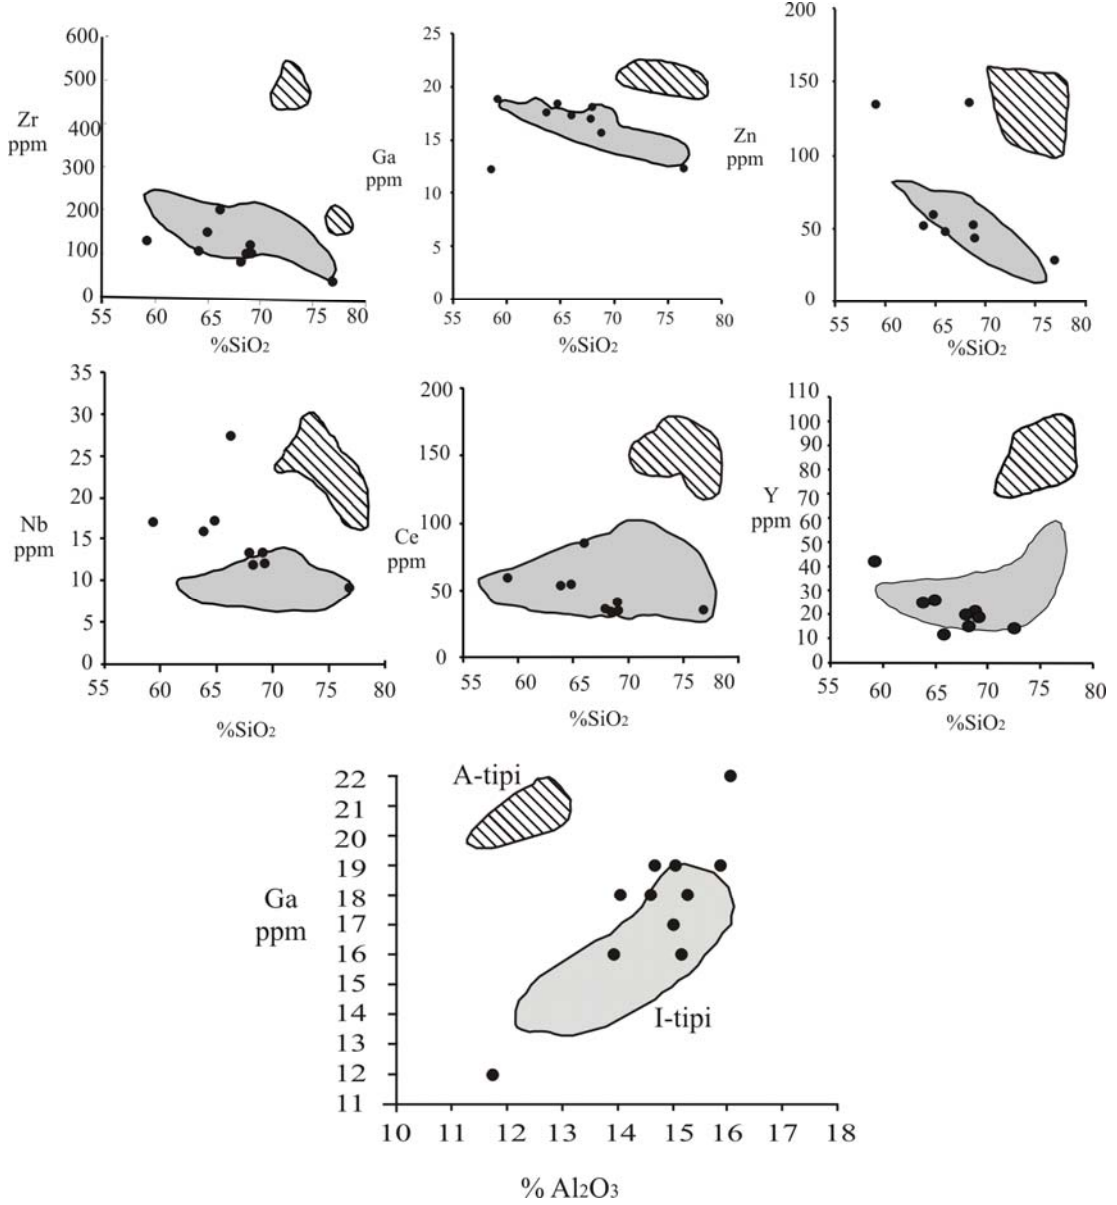 600
500
400
300
200
100
0
Zr
ppm
55 60 65 70 75 80
%SiO2
25
20
15
10
5
0
Ga
ppm
55 60 65 70 75 80
%SiO2
200
150
100
50
0
Zn
ppm
55 60 65 70 75 80
%SiO2
35
30
25
20
15
10
5
0
Nb
ppm
55 60 65 70 75 80
%SiO2
200
150
100
50
0
Ce
ppm
55 60 65 70 75 80
%SiO2
110
100
90
80
70
60
50
40
30
20
10
0
Y
ppm
55 60 65 70 75 80
%SiO2
A-tipi
22
21
20
19
18
17
16
15
14
13
12
11
Ga
ppm
I-tipi
10 11 12 13 14 15 16 17 18
% Al2O3